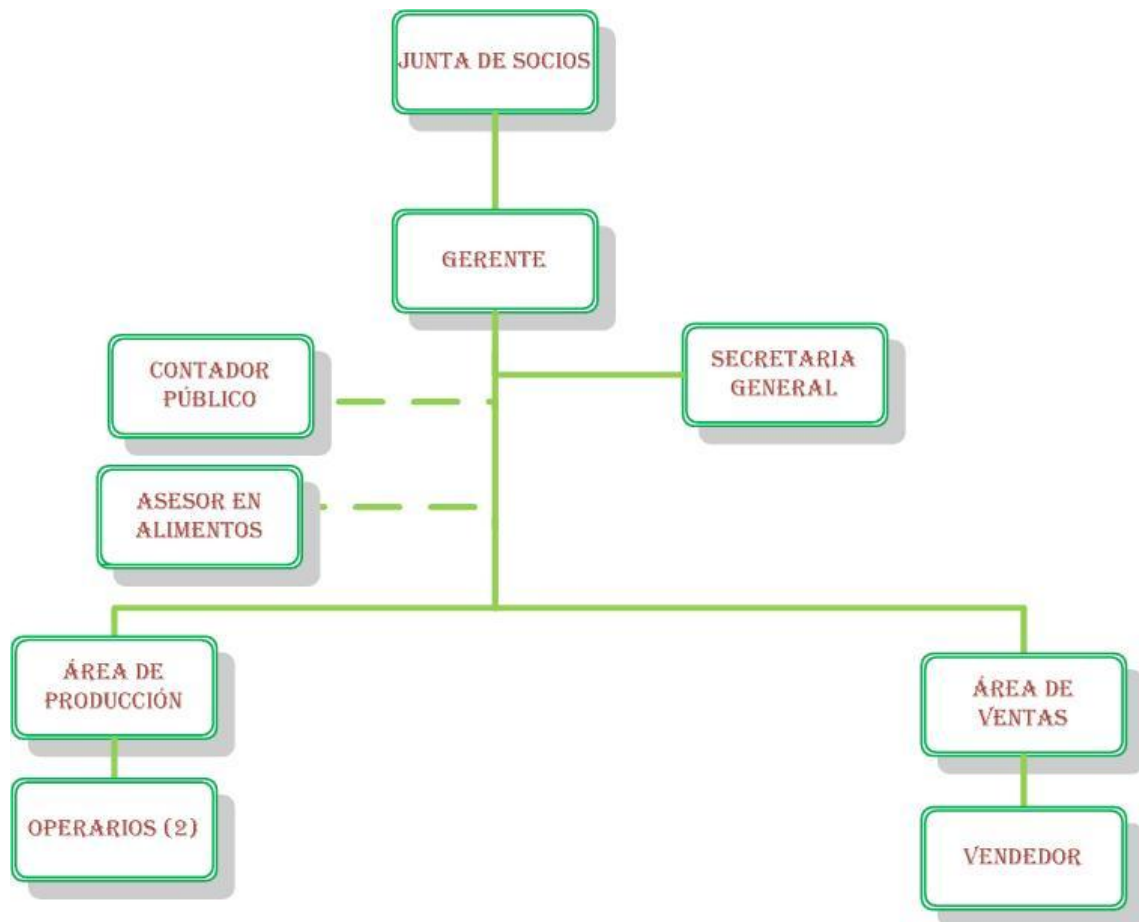 JUNTA DE SOCIOS
GERENTE
CONTADOR
PÚBLICO
SECRETARIA
GENERAL
ASESOR EN
ALIMENTOS
ÁREA DE
PRODUCCIÓN
ÁREA DE
VENTAS
OPERARIOS (2)
VENDEDOR